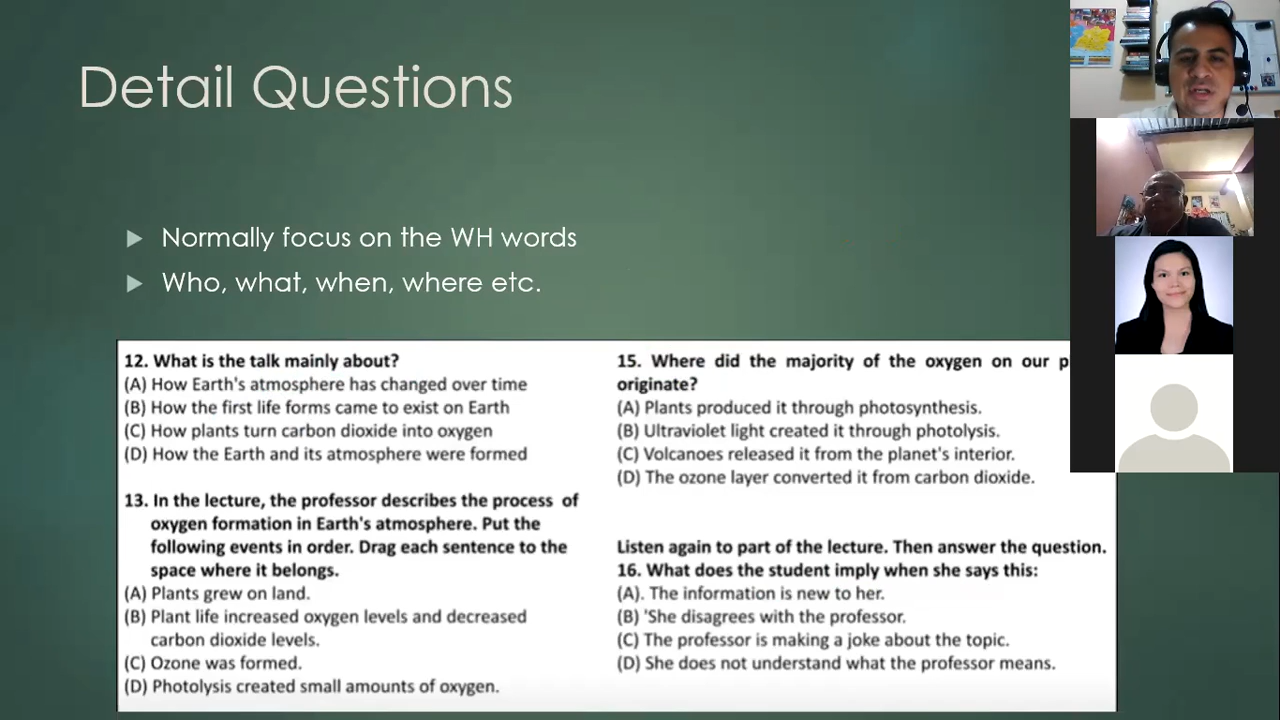 Detail Questions
Normally focus on the WH words
Who, what, when, where etc.
12. What is the talk mainly about?
(A) How Earth's atmosphere has changed over time
(B) How the first life forms came to exist on Earth
(C) How plants turn carbon dioxide into oxygen
(D) How the Earth and its atmosphere were formed
13. In the lecture, the professor describes the process of
oxygen formation in Earth's atmosphere. Put the
following events in order. Drag each sentence to the
space where it belongs.
(A) Plants grew on land.
(B) Plant life increased oxygen levels and decreased
carbon dioxide levels.
(C) Ozone was formed.
(D) Photolysis created small amounts of oxygen.
15. Where did the majority of the oxygen on our
originate?
(A) Plants produced it through photosynthesis.
(B) Ultraviolet light created it through photolysis.
(C) Volcanoes released it from the planet's interior.
(D) The ozone layer converted it from carbon dioxide.
Listen again to part of the lecture. Then answer the question.
16. What does the student imply when she says this:
(A). The information is new to her.
(B) 'She disagrees with the professor.
(C) The professor is making a joke about the topic.
(D) She does not understand what the professor means.